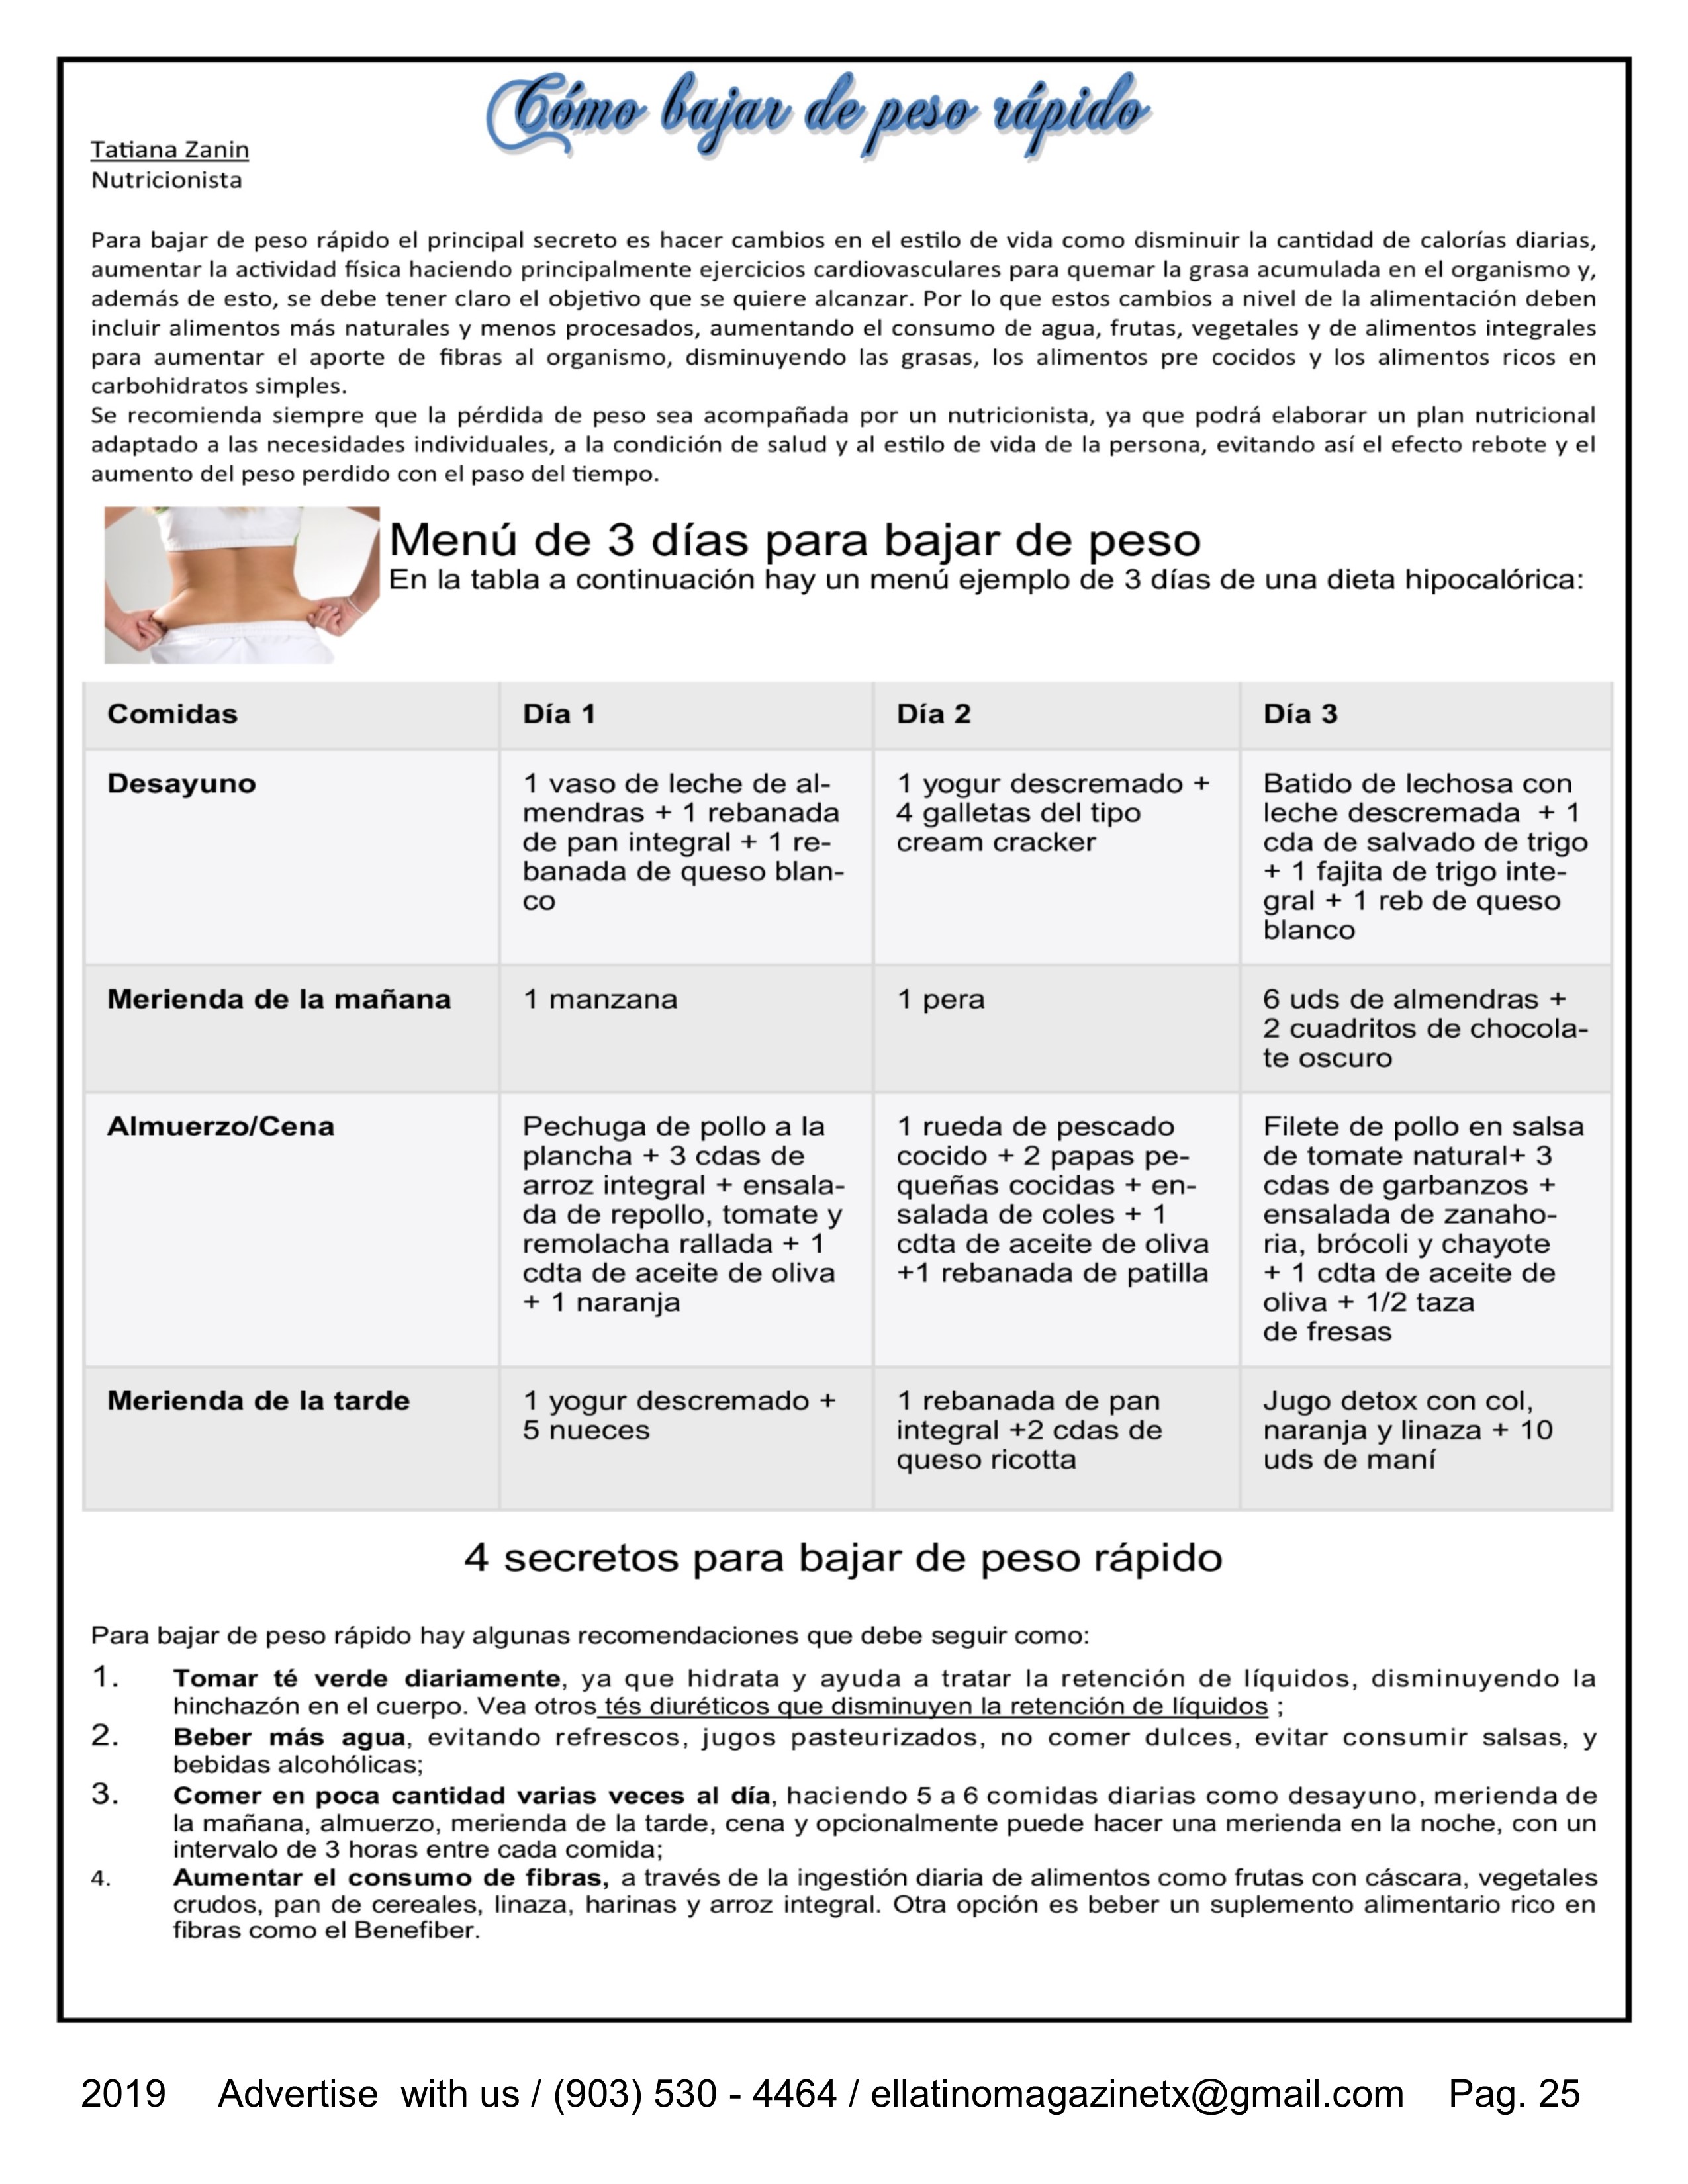 Cómo bajar de peso rápido
Tatiana Zanin
Nutricionista
Para bajar de peso rápido el principal secreto es hacer cambios en el estilo de vida como disminuir la cantidad de calorías diarias,
aumentar la actividad física haciendo principalmente ejercicios cardiovasculares para quemar la grasa acumulada en el organismo y,
además de esto, se debe tener claro el objetivo que se quiere alcanzar. Por lo que estos cambios a nivel de la alimentación deben
incluir alimentos más naturales y menos procesados, aumentando el consumo de agua, frutas, vegetales y de alimentos integrales
para aumentar el aporte de fibras al organismo, disminuyendo las grasas, los alimentos pre cocidos y los alimentos ricos en
carbohidratos simples.
Se recomienda siempre que la pérdida de peso sea acompañada por un nutricionista, ya que podrá elaborar un plan nutricional
adaptado a las necesidades individuales, a la condición de salud y al estilo de vida de la persona, evitando así el efecto rebote y el
aumento del peso perdido con el paso del tiempo.
Menú de 3 días para bajar de peso
En la tabla a continuación hay un menú ejemplo de 3 días de una dieta hipocalórica:
Comidas
Día 1
Día 2
Día 3
Desayuno
1 vaso de leche de al-
mendras + 1 rebanada
de pan integral + 1 re-
banada de queso blan-
co
1 yogur descremado +
4 galletas del tipo
cream cracker
Batido de lechosa con
leche descremada + 1
cda de salvado de trigo
+ 1 fajita de trigo inte-
gral + 1 reb de queso
blanco
Merienda de la mañana
1 manzana
1 pera
6 uds de almendras +
2 cuadritos de chocola-
te oscuro
Almuerzo/Cena
Pechuga de pollo a la
plancha + 3 cdas de
arroz integral + ensala-
da de repollo, tomate y
remolacha rallada + 1
cdta de aceite de oliva
+ 1 naranja
1 rueda de pescado
cocido + 2 papas pe-
queñas cocidas + en-
salada de coles + 1
cdta de aceite de oliva
+1 rebanada de patilla
Filete de pollo en salsa
de tomate natural+ 3
cdas de garbanzos +
ensalada de zanaho-
ria, brócoli y chayote
+ 1 cdta de aceite de
oliva + 1/2 taza
de fresas
Merienda de la tarde
1 yogur descremado +
5 nueces
1 rebanada de pan
integral +2 cdas de
queso ricotta
Jugo detox con col,
naranja y linaza + 10
uds de maní
4 secretos para bajar de peso rápido
Para bajar de peso rápido hay algunas recomendaciones que debe seguir como:
1. Tomar té verde diariamente, ya que hidrata y ayuda a tratar la retención de líquidos, disminuyendo la
hinchazón en el cuerpo. Vea otros tés diuréticos que disminuyen la retención de líquidos ;
2. Beber más agua, evitando refrescos, jugos pasteurizados, no comer dulces, evitar consumir salsas, y
bebidas alcohólicas;
3. Comer en poca cantidad varias veces al día, haciendo 5 a 6 comidas diarias como desayuno, merienda de
la mañana, almuerzo, merienda de la tarde, cena y opcionalmente puede hacer una merienda en la noche, con un
intervalo de 3 horas entre cada comida;
4. Aumentar el consumo de fibras, a través de la ingestión diaria de alimentos como frutas con cáscara, vegetales
crudos, pan de cereales, linaza, harinas y arroz integral. Otra opción es beber un suplemento alimentario rico en
fibras como el Benefiber.
2019 Advertise with us / (903) 530 - 4464 / ellatinomagazinetx@gmail.com Pag. 25